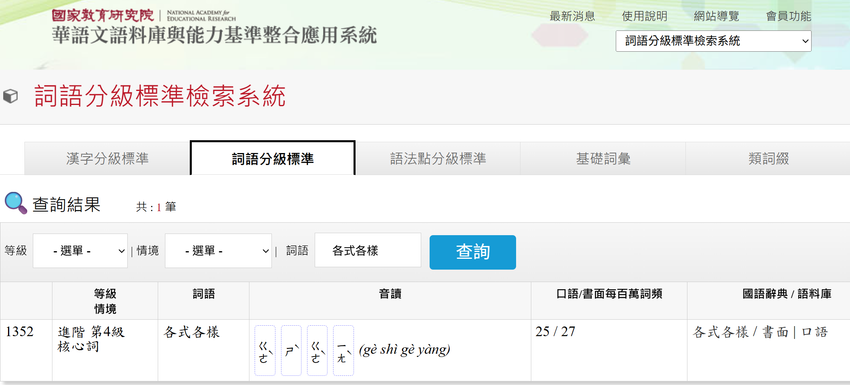 國家教育研究院 | NATIONAL ACADEMY for EDUCATIONAL RESEARCH
華語文語料庫與能力基準整合應用系統
最新消息 使用說明 網站導覽 會員功能
詞語分級標準檢索系統
詞語分級標準檢索系統
漢字分級標準 詞語分級標準 語法點分級標準 基礎詞彙 類詞綴
查詢結果 共 : 1 筆
等級 - 選單 - | 情境 - 選單 - | 詞語 各式各樣 查詢
等級 情境 詞語 音讀 口語/書面每百萬詞頻 國語辭典 / 語料庫
1352 進階 第4級 核心詞 各式各樣 ㄍㄜˋ ㄕˋ ㄍㄜˋ ㄧㄤˋ (gè shì gè yàng) 25 / 27 各式各樣 / 書面 | 口語